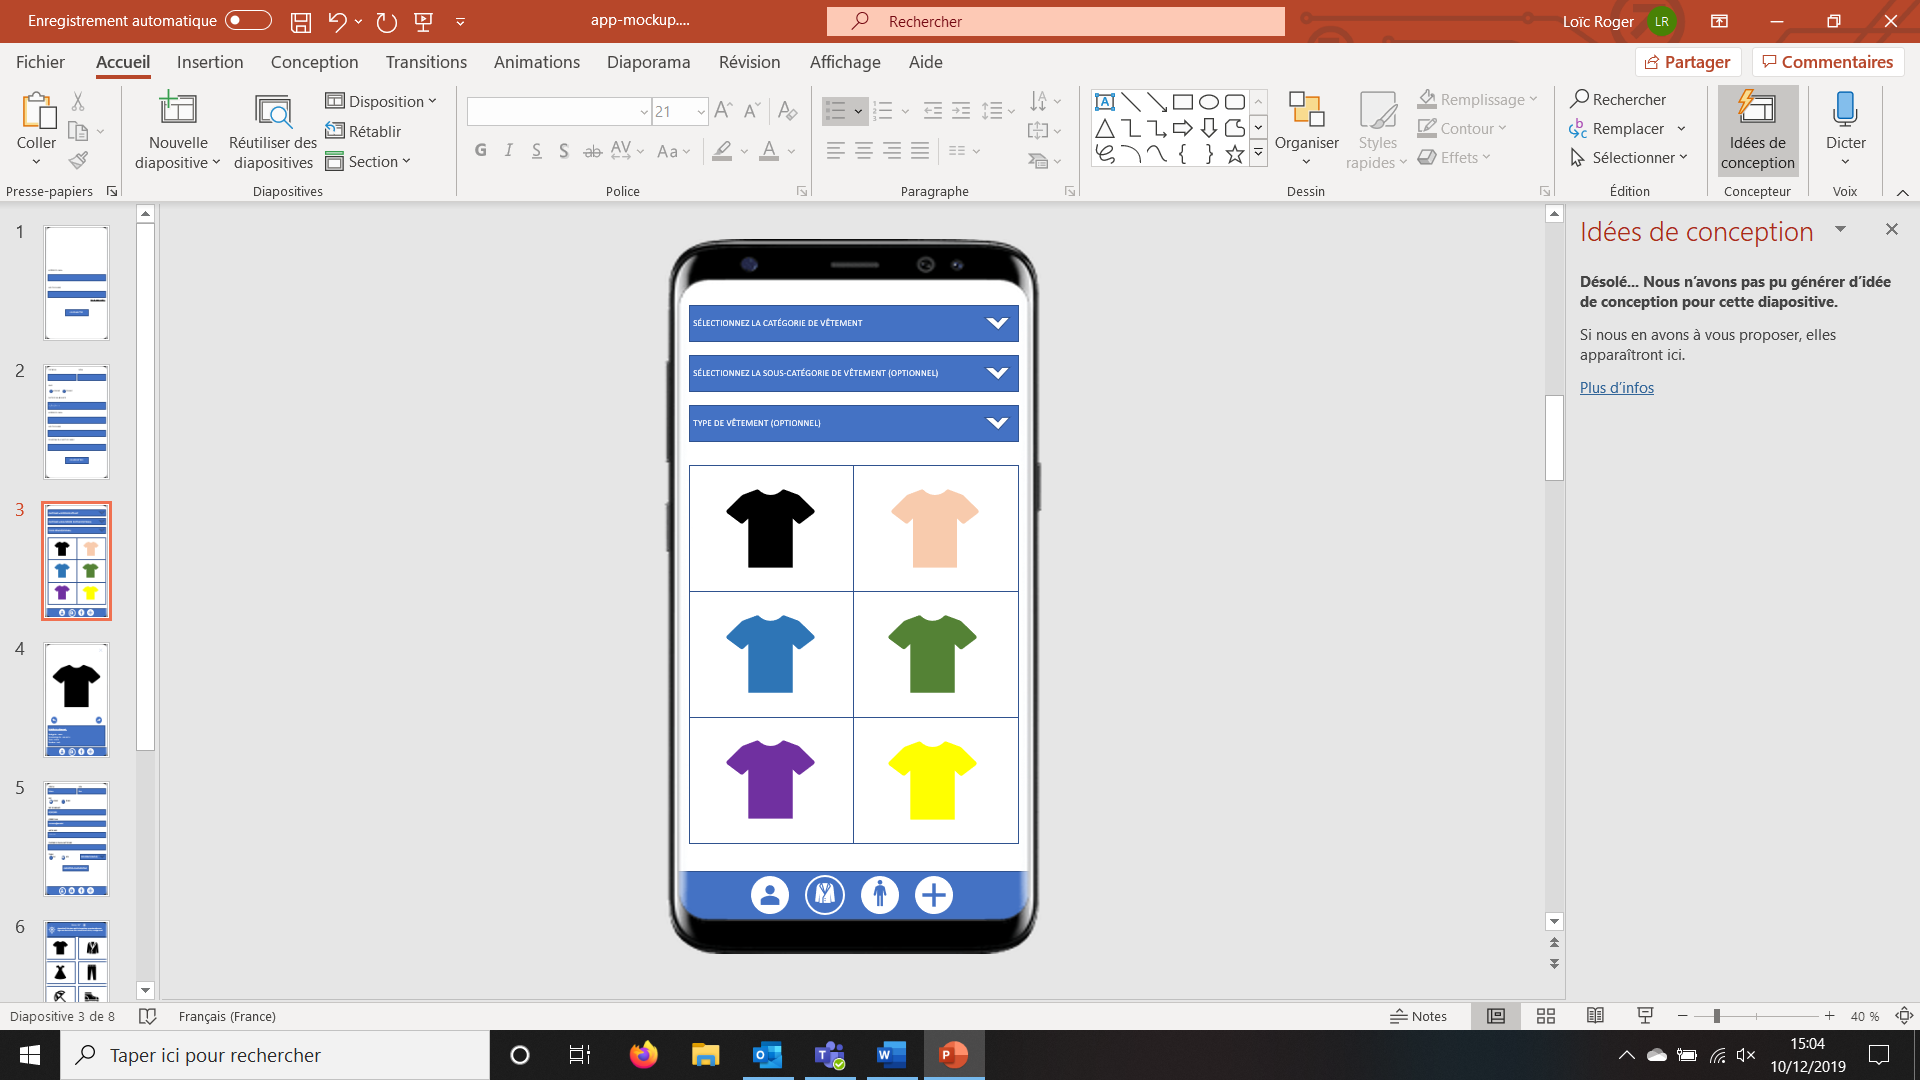 Enregistrement automatique
app-mockup....
Rechercher
Loïc Roger
LR
Fichier
Accueil
Insertion
Conception
Transitions
Animations
Diaporama
Révision
Affichage
Aide
Partager
Commentaires
Coller
Presse-papiers
Nouvelle
diapositive
Réutiliser des
diapositives
Disposition
Rétablir
Section
Diapositives
21
G I S S ab AV Aa A
Police
Paragraphe
Organiser
Styles
rapides
Remplissage
Contour
Effets
Dessin
Rechercher
Remplacer
Sélectionner
Édition
Idées de
conception
Concepteur
Dicter
Voix
1
2
3
4
5
6
SÉLECTIONNEZ LA CATÉGORIE DE VÊTEMENT
SÉLECTIONNEZ LA SOUS-CATÉGORIE DE VÊTEMENT (OPTIONNEL)
TYPE DE VÊTEMENT (OPTIONNEL)
Idées de conception
Désolé... Nous n’avons pas pu générer d’idée
de conception pour cette diapositive.
Si nous en avons à vous proposer, elles
apparaîtront ici.
Plus d’infos
Diapositive 3 de 8
Français (France)
Notes
40 %
Taper ici pour rechercher
15:04
10/12/2019